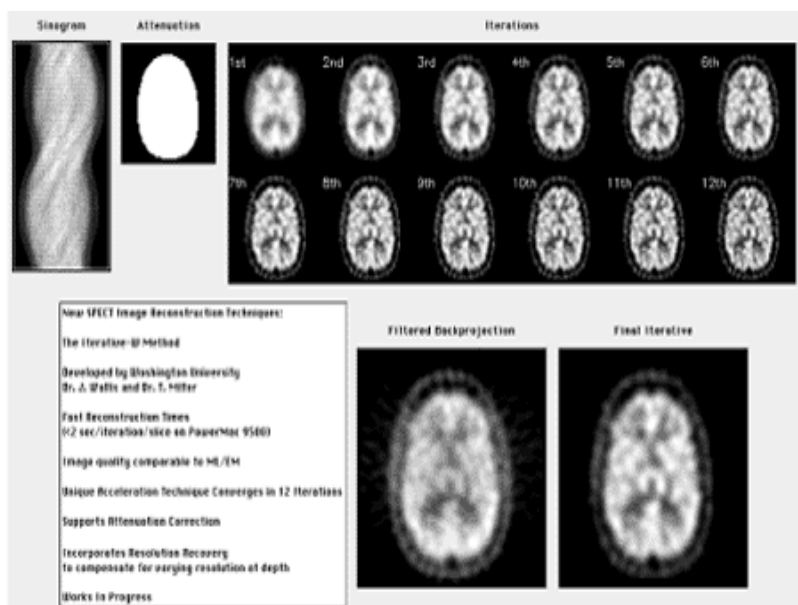 Sinogram
Attenuation
Iterations
1st
2nd
3rd
4th
5th
6th
7th
8th
9th
10th
11th
12th
New SPECT Image Reconstruction Techniques:
The Iterative-W Method
Developed by Washington University
Dr. J. Wallis and Dr. T. Miller
Fast Reconstruction Times
(<2 sec/iteration/slice on PowerMac 9500)
Image quality comparable to ML/EM
Unique Acceleration Technique Converges in 12 Iterations
Supports Attenuation Correction
Incorporates Resolution Recovery
to compensate for varying resolution at depth
Works In Progress
Filtered Backprojection
Final Iterative